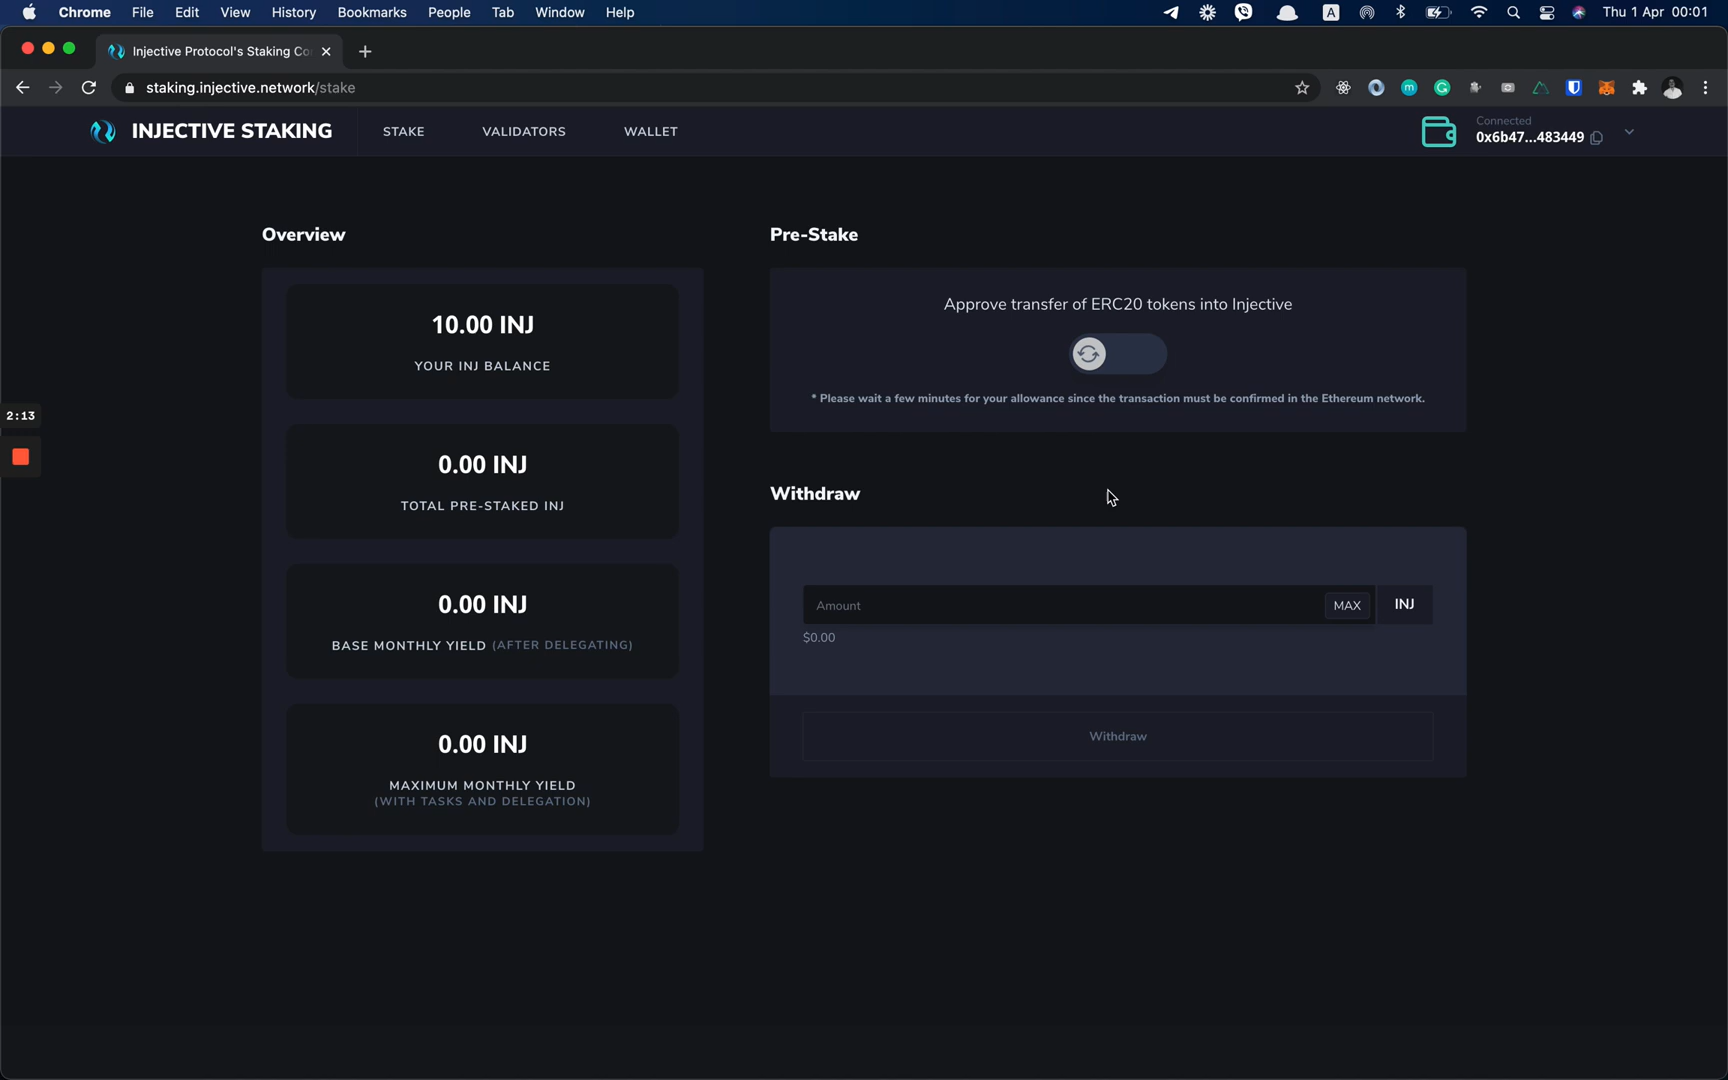 Chrome File Edit View History Bookmarks People Tab Window Help
A
Thu 1 Apr 00:01
Injective Protocol's Staking Co
staking.injective.network/stake
m
INJECTIVE STAKING
STAKE
VALIDATORS
WALLET
Connected
0x6b47...483449
Overview
10.00 INJ
YOUR INJ BALANCE
0.00 INJ
TOTAL PRE-STAKED INJ
0.00 INJ
BASE MONTHLY YIELD (AFTER DELEGATING)
0.00 INJ
MAXIMUM MONTHLY YIELD
(WITH TASKS AND DELEGATION)
Pre-Stake
Approve transfer of ERC20 tokens into Injective
* Please wait a few minutes for your allowance since the transaction must be confirmed in the Ethereum network.
Withdraw
Amount
MAX
INJ
$0.00
Withdraw
2:13